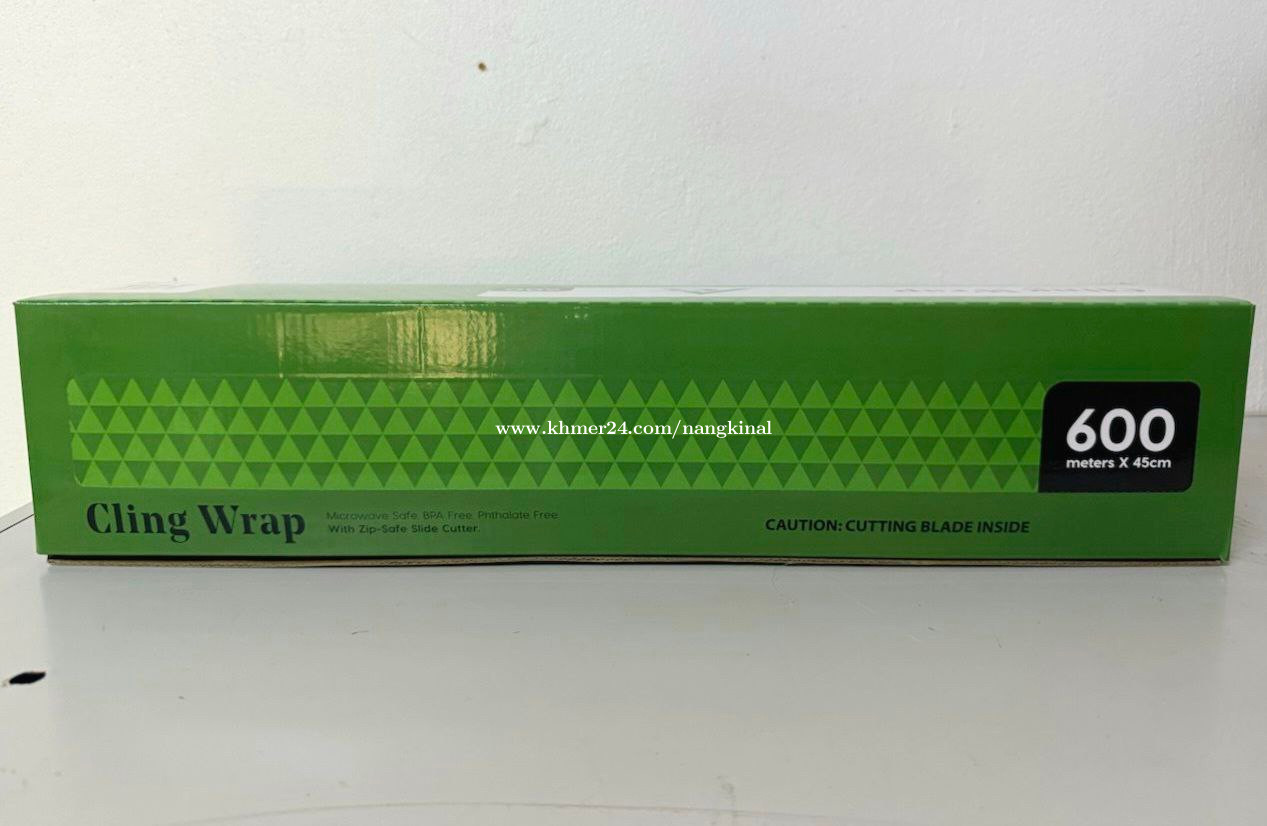 www.khmer24.com/nangkinal
600
meters X 45cm
Cling Wrap
Microwave Safe, BPA Free, Phthalate Free
With Zip-Safe Slide Cutter.
CAUTION: CUTTING BLADE INSIDE